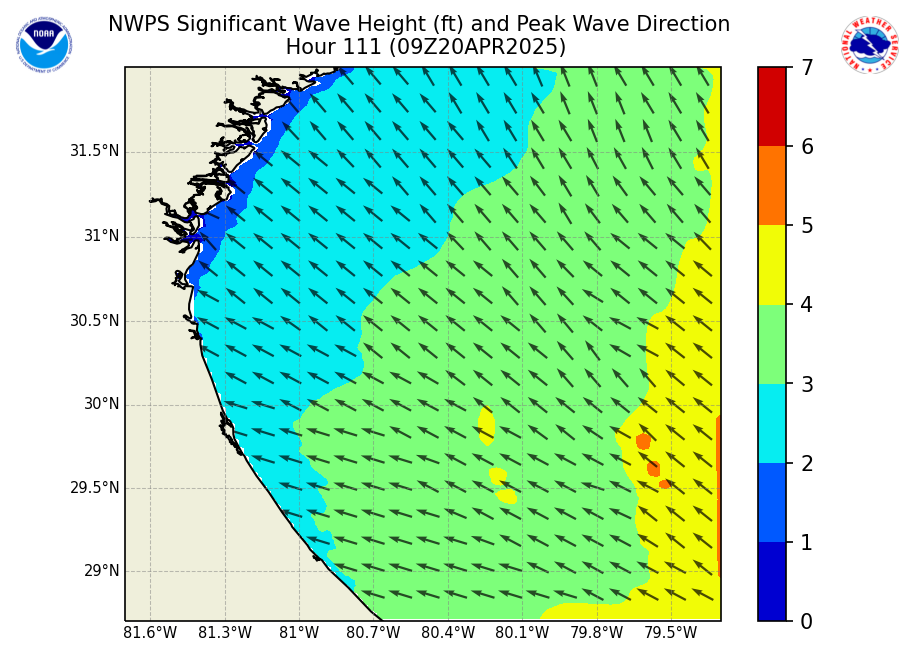 NWPS Significant Wave Height (ft) and Peak Wave Direction
Hour 111 (09Z20APR2025)
NOAA
NATIONAL WEATHER SERVICE
31.5°N
31°N
30.5°N
30°N
29.5°N
29°N
81.6°W 81.3°W 81°W 80.7°W 80.4°W 80.1°W 79.8°W 79.5°W
7
6
5
4
3
2
1
0